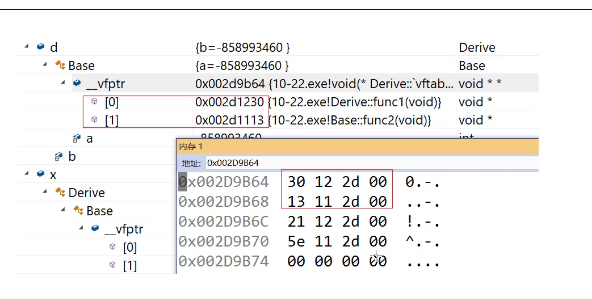 d {b=-858993460 } Derive
Base {a=-858993460 } Base
__vfptr 0x002d9b64 {10-22.exe!void(* Derive::`vftab... void * *
[0] 0x002d1230 {10-22.exe!Derive::func1(void)} void *
[1] 0x002d1113 {10-22.exe!Base::func2(void)} void *
a -858993460 int
b
内存 1
地址: 0x002D9B64
0x002D9B64 30 12 2d 00 0.-.
0x002D9B68 13 11 2d 00 ..-.
0x002D9B6C 21 12 2d 00 !.-.
0x002D9B70 5e 11 2d 00 ^.-.
0x002D9B74 00 00 00 00 ....
x
Derive
Base
__vfptr
[0]
[1]